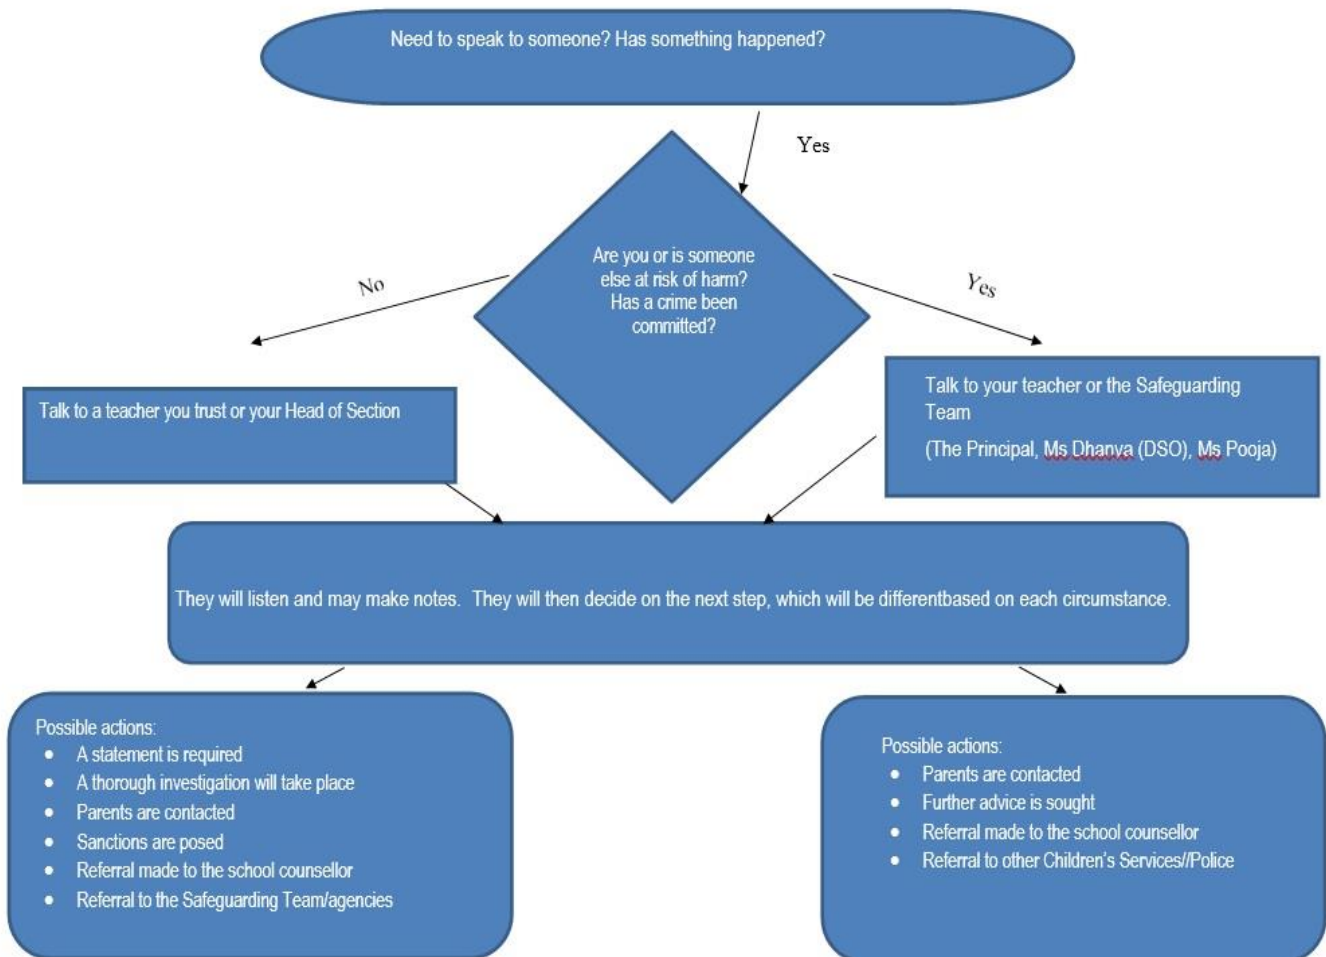 Need to speak to someone? Has something happened?
Yes
Are you or is someone
else at risk of harm?
Has a crime been
committed?
No
Yes
Talk to a teacher you trust or your Head of Section
Talk to your teacher or the Safeguarding
Team
(The Principal, Ms Dhanya (DSO), Ms Pooja)
They will listen and may make notes. They will then decide on the next step, which will be differentbased on each circumstance.
Possible actions:
• A statement is required
• A thorough investigation will take place
• Parents are contacted
• Sanctions are posed
• Referral made to the school counsellor
• Referral to the Safeguarding Team/agencies
Possible actions:
• Parents are contacted
• Further advice is sought
• Referral made to the school counsellor
• Referral to other Children's Services//Police